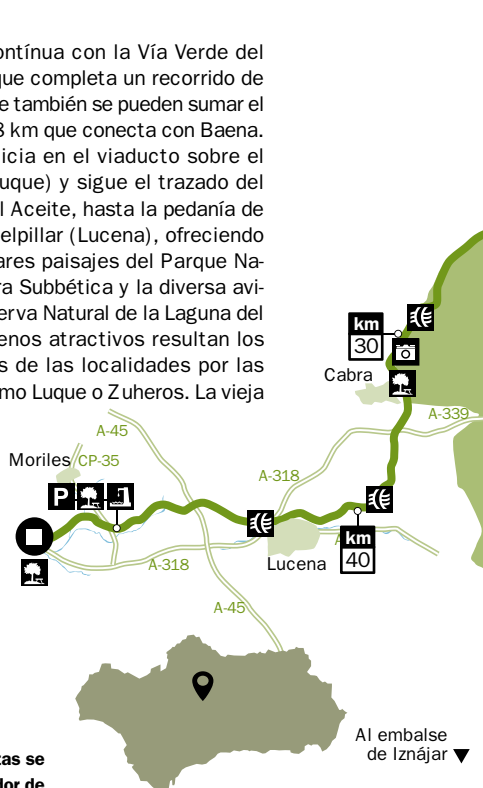 ontínua con la Vía Verde del
que completa un recorrido de
e también se pueden sumar el
8 km que conecta con Baena.
icia en el viaducto sobre el
uque) y sigue el trazado del
l Aceite, hasta la pedanía de
elpillar (Lucena), ofreciendo
ares paisajes del Parque Na-
ra Subbética y la diversa avi-
erva Natural de la Laguna del
enos atractivos resultan los
s de las localidades por las
mo Luque o Zuheros. La vieja
km
30
Cabra
A-339
A-45
Moriles
CP-35
A-318
P
km
40
Lucena
A-318
A-45
Al embalse
de Iznájar
tas se
dor de